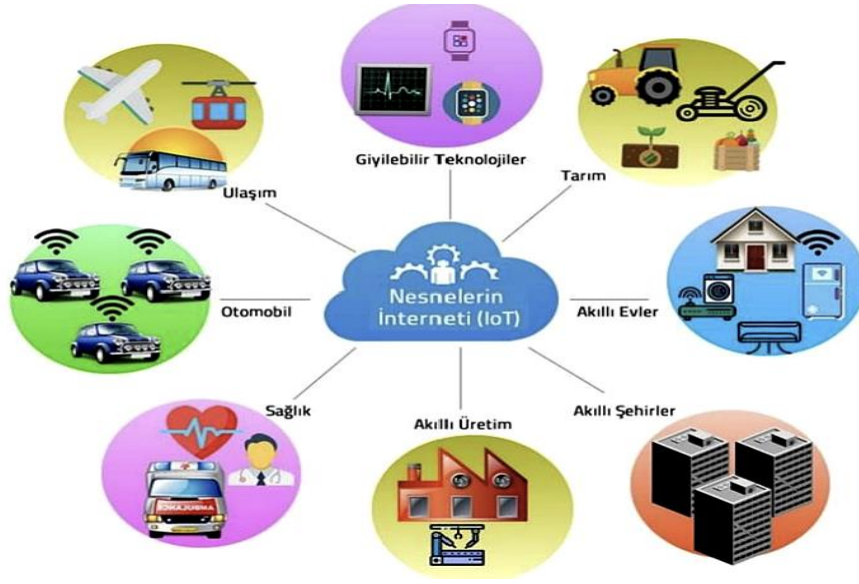 Giyilebilir Teknolojiler
Ulaşım
Tarım
Nesnelerin
İnterneti (IoT)
Otomobil
Akıllı Evler
Sağlık
Akıllı Üretim
Akıllı Şehirler